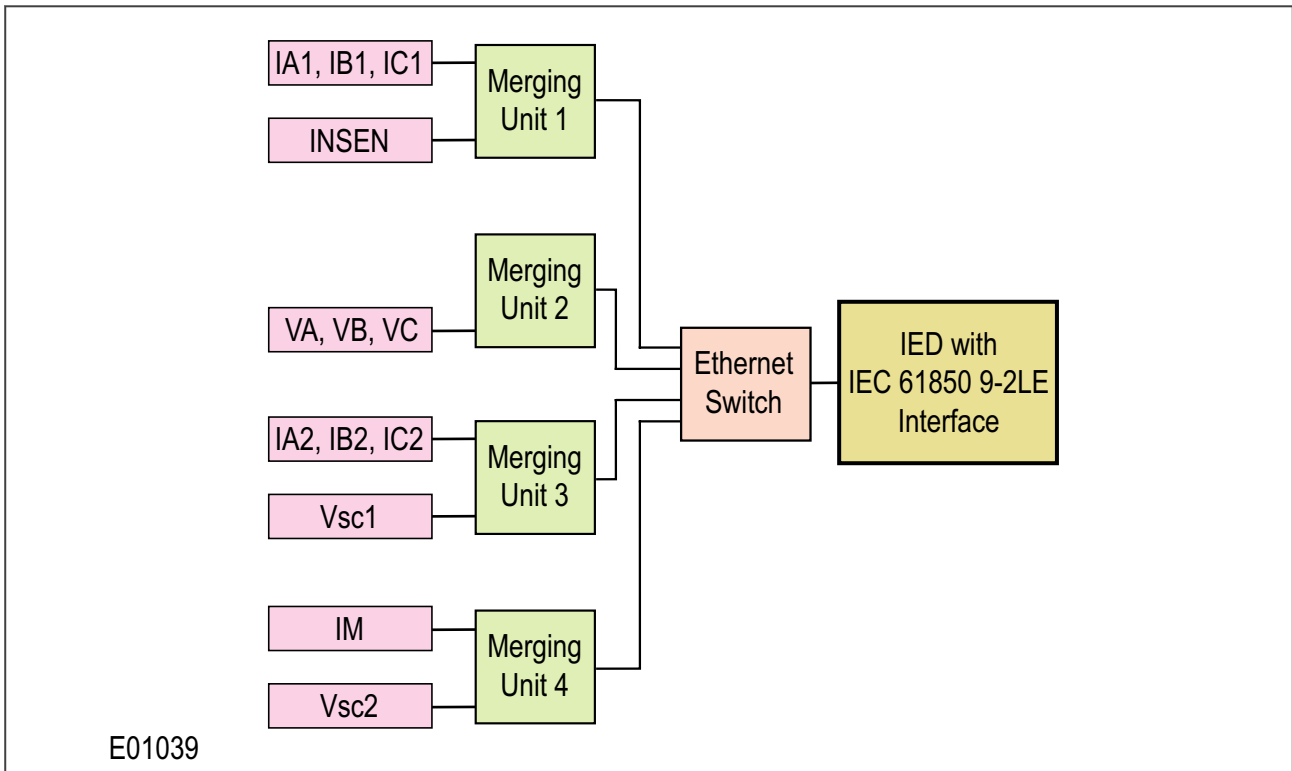 IA1, IB1, IC1
INSEN
Merging
Unit 1
VA, VB, VC
Merging
Unit 2
IA2, IB2, IC2
Vsc1
Merging
Unit 3
IM
Vsc2
Merging
Unit 4
Ethernet
Switch
IED with
IEC 61850 9-2LE
Interface
E01039